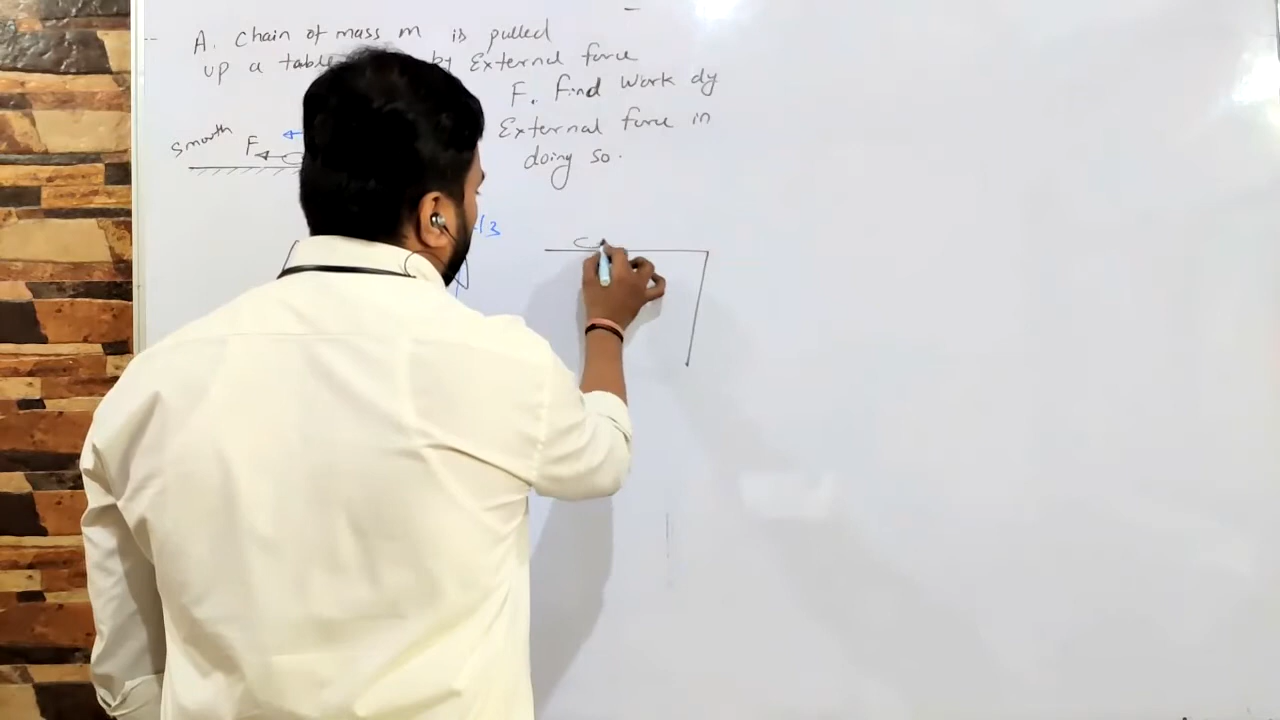 A. Chain of mass m is pulled
up a table by External force
F. Find Work dy
External force in
doing so.
smooth F
/3